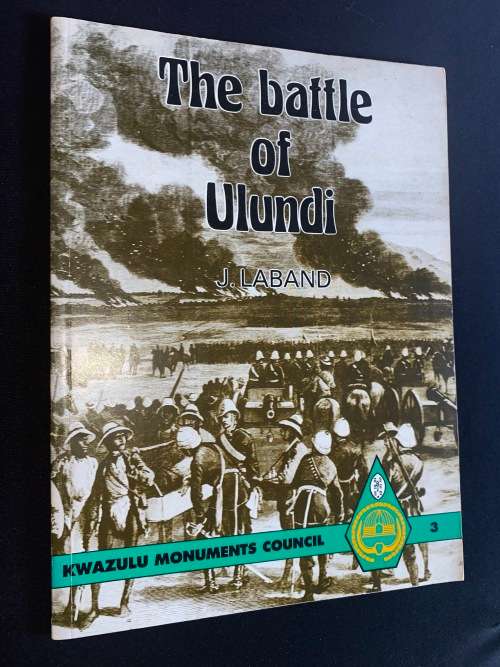 The battle
of
Ulundi
J. LABAND
KWAZULU MONUMENTS COUNCIL 3